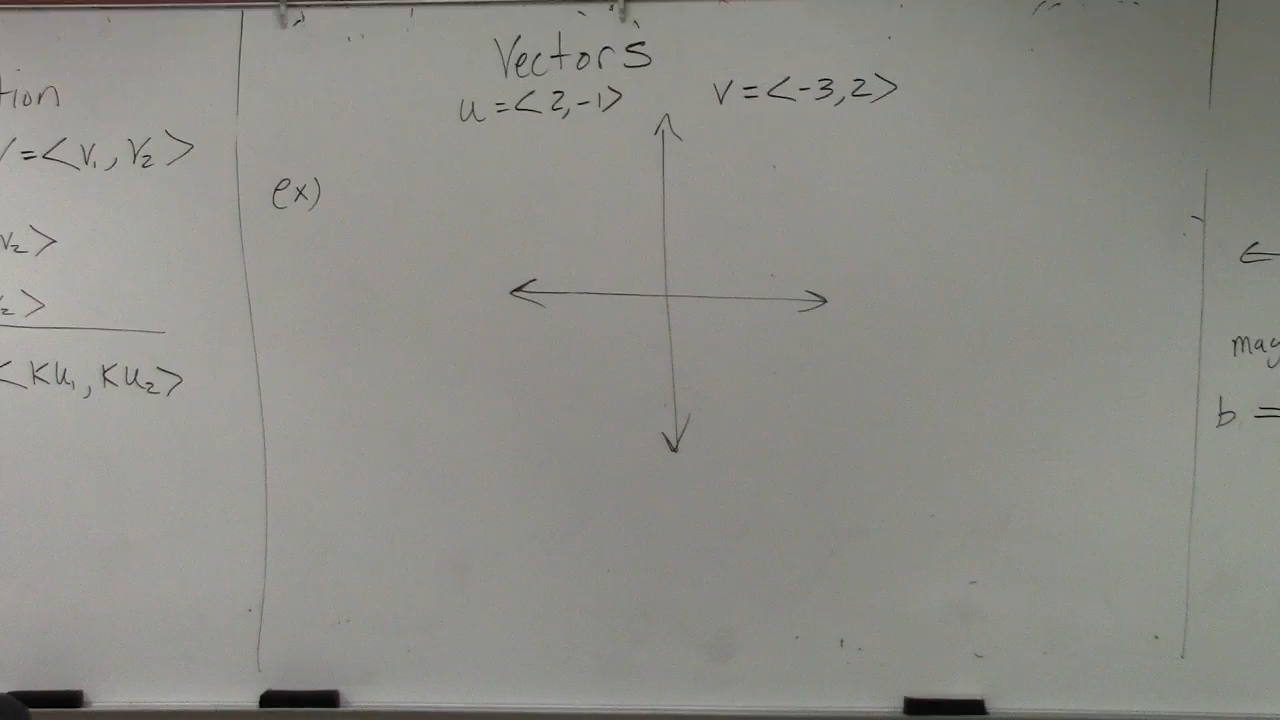 tion
V=<V₁, V₂>
V₂>
₂>
<KU₁, KU₂>
Vectors
u=<2,-1>
V=<-3,2>
ex)
mag
b =